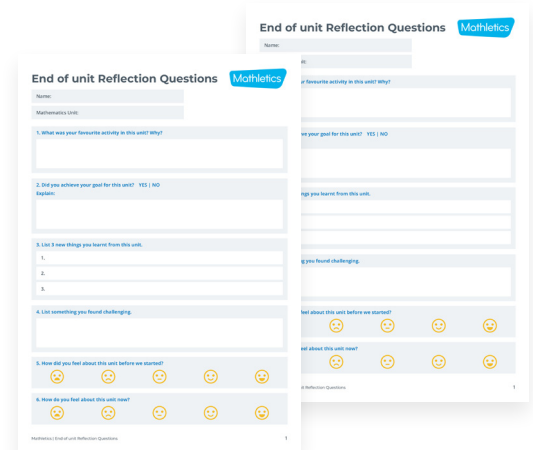 End of unit Reflection Questions
Mathletics
Name:
Mathematics Unit:
1. What was your favourite activity in this unit? Why?
2. Did you achieve your goal for this unit? YES | NO
Explain:
3. List 3 new things you learnt from this unit.
1.
2.
3.
4. List something you found challenging.
5. How did you feel about this unit before we started?
6. How do you feel about this unit now?
Mathletics | End of unit Reflection Questions
1
End of unit Reflection Questions
Mathletics
Name:
favourite activity in this unit? Why?
your goal for this unit? YES | NO
things you learnt from this unit.
you found challenging.
feel about this unit before we started?
feel about this unit now?
Reflection Questions
1